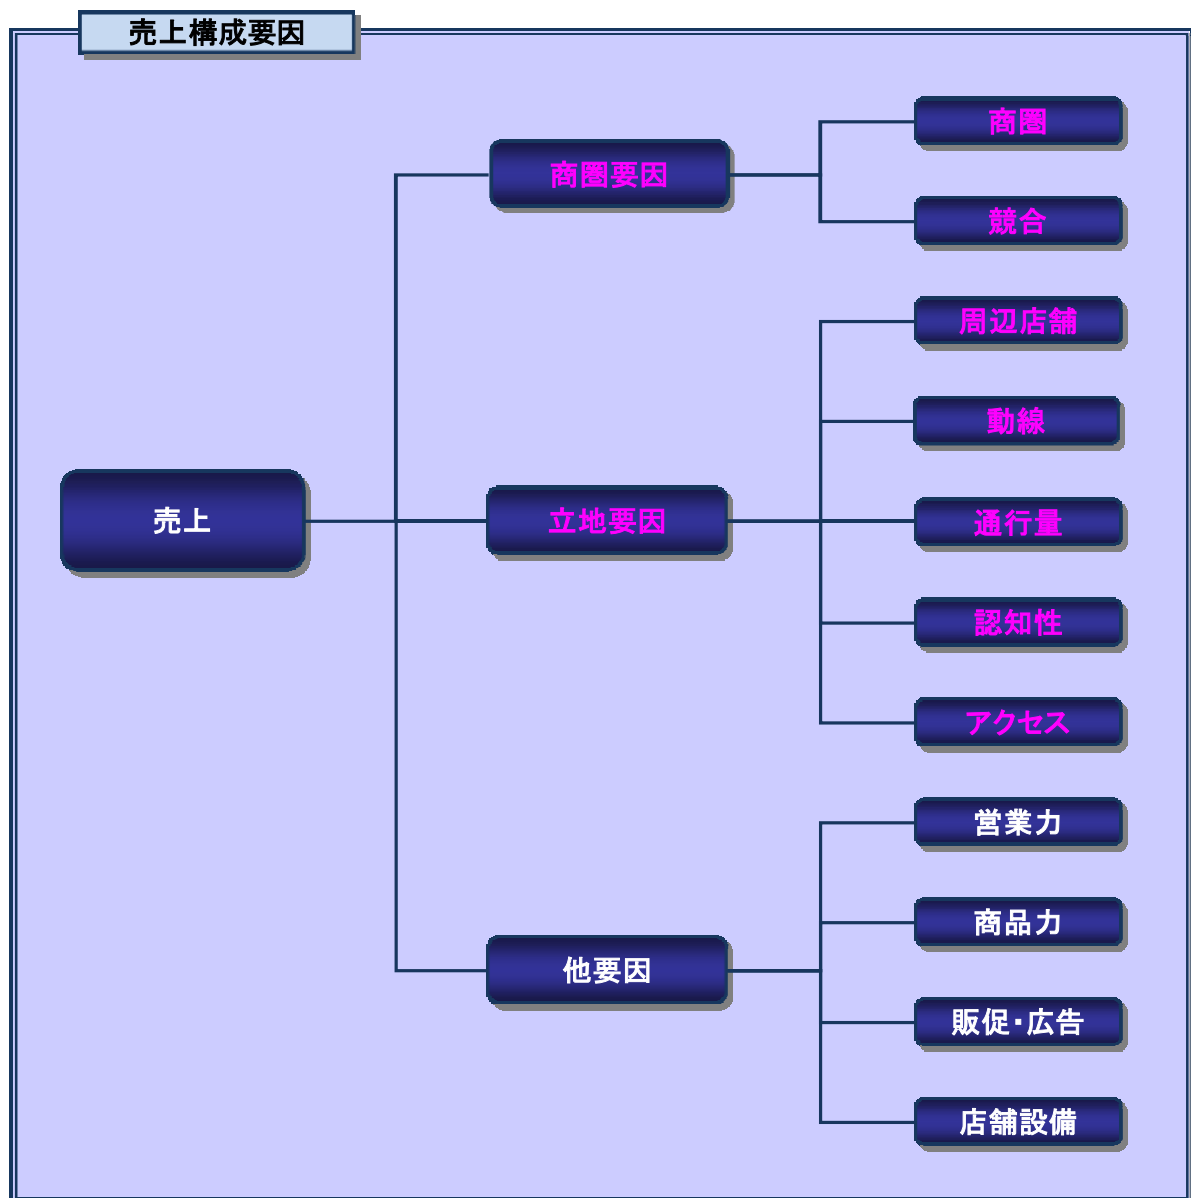 売上構成要因
売上
商圏要因
商圏
競合
立地要因
周辺店舗
動線
通行量
認知性
アクセス
他要因
営業力
商品力
販促・広告
店舗設備